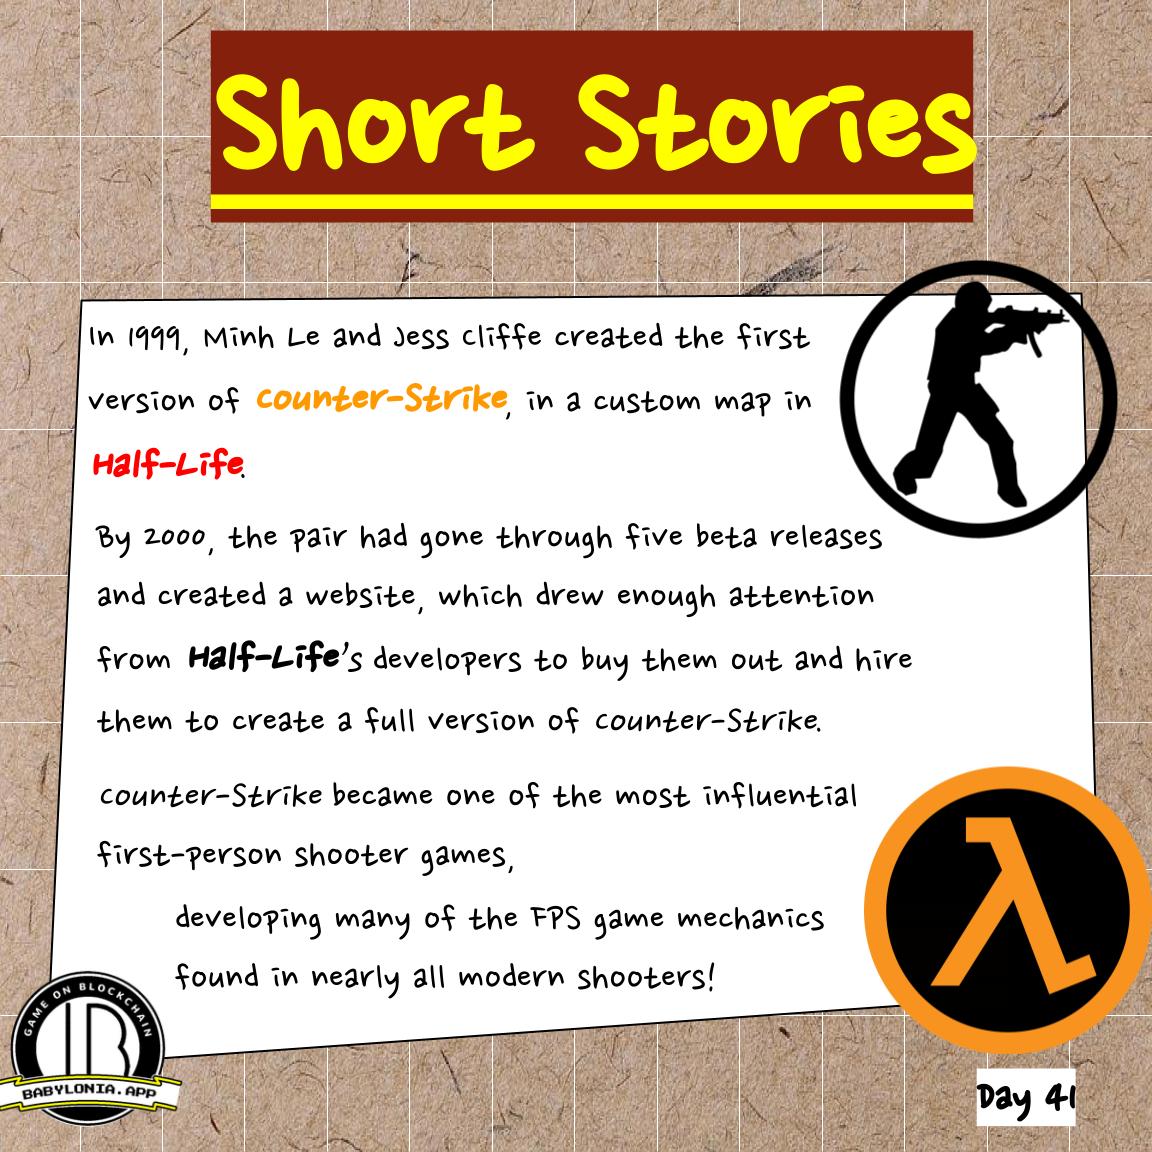 Short Stories
In 1999, Minh Le and Jess Cliffe created the first
version of Counter-Strike, in a custom map in
Half-Life.
By 2000, the pair had gone through five beta releases
and created a website, which drew enough attention
from Half-Life's developers to buy them out and hire
them to create a full version of Counter-Strike.
Counter-Strike became one of the most influential
first-person shooter games,
developing many of the FPS game mechanics
found in nearly all modern shooters!
GAME ON BLOCKCHAIN
BABYLONIA.APP
Day 41